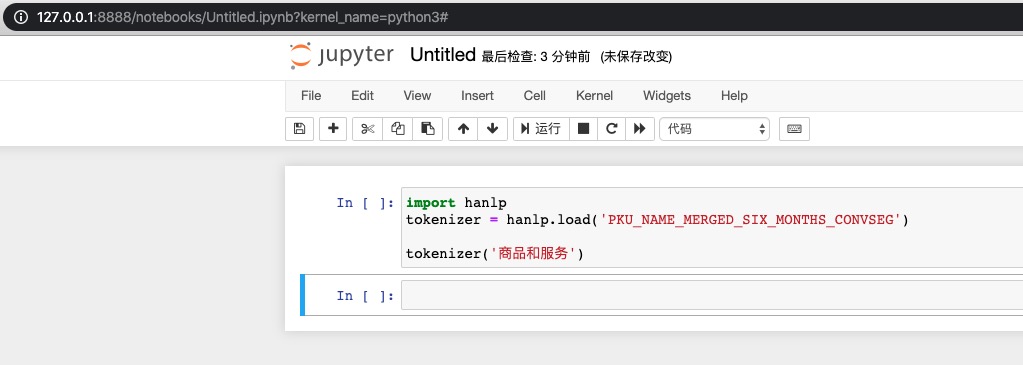 127.0.0.1:8888/notebooks/Untitled.ipynb?kernel_name=python3#
jupyter Untitled 最后检查: 3 分钟前 (未保存改变)
File Edit View Insert Cell Kernel Widgets Help
运行 代码
In [ ]: import hanlp
tokenizer = hanlp.load('PKU_NAME_MERGED_SIX_MONTHS_CONVSEG')
tokenizer('商品和服务')
In [ ]: